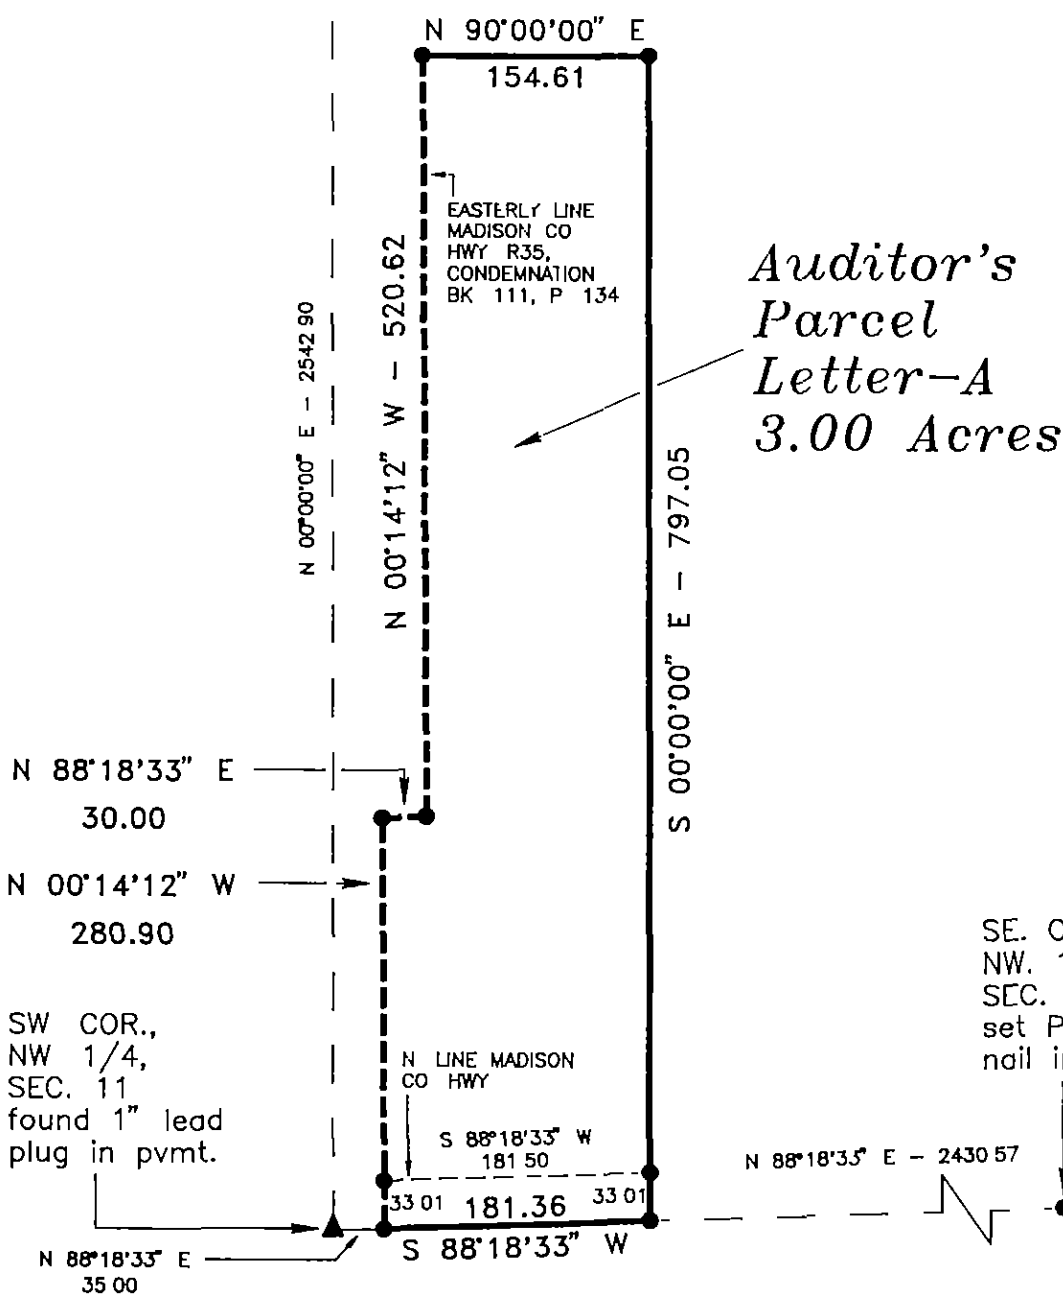 N 90°00'00" E
154.61
EASTERLY LINE
MADISON CO
HWY R35,
CONDEMNATION
BK 111, P 134
N 00°14'12" W – 520.62
N 00°00'00" E – 2542 90
Auditor's
Parcel
Letter–A
3.00 Acres
S 00°00'00" E – 797.05
N 88°18'33" E
30.00
N 00°14'12" W
280.90
SW COR.,
NW 1/4,
SEC. 11
found 1" lead
plug in pvmt.
N LINE MADISON
CO HWY
S 88°18'33" W
181 50
33 01
181.36
33 01
S 88°18'33" W
N 88°18'33" E
35 00
N 88°18'33" E – 2430 57
SE.
NW.
SEC.
set
nail